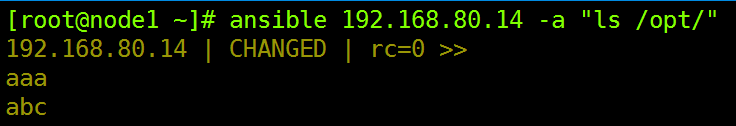 [root@node1 ~]# ansible 192.168.80.14 -a "ls /opt/"
192.168.80.14 | CHANGED | rc=0 >>
aaa
abc